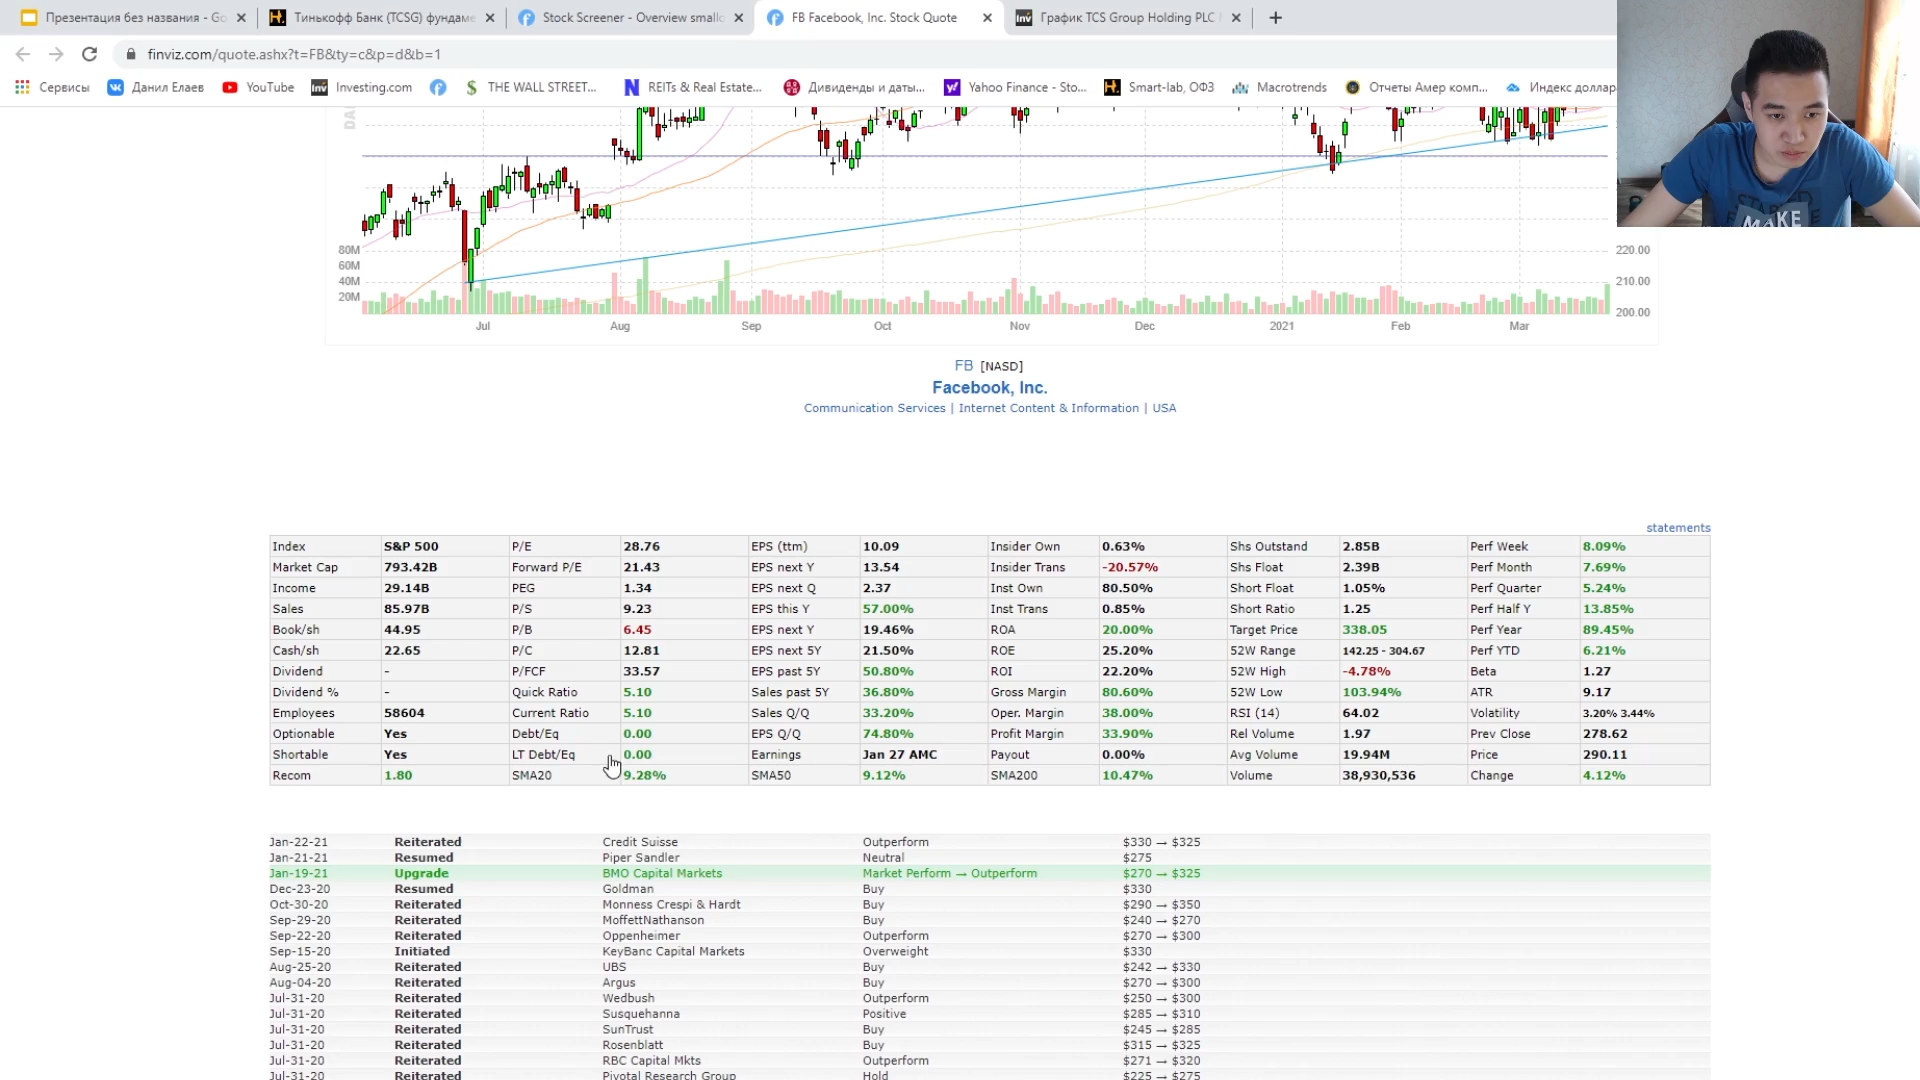 Презентация без названия - Go
Тинькофф Банк (TCSG) фундаме
Stock Screener - Overview small
FB Facebook, Inc. Stock Quote
График TCS Group Holding PLC
finviz.com/quote.ashx?t=FB&ty=c&p=d&b=1
Сервисы
Данил Елаев
YouTube
Investing.com
THE WALL STREET...
REITs & Real Estate...
Дивиденды и даты...
Yahoo Finance - Sto...
Smart-lab, ОФЗ
Macrotrends
Отчеты Амер комп...
Индекс доллар
MAKE
80M
60M
40M
20M
220.00
210.00
200.00
Jul Aug Sep Oct Nov Dec 2021 Feb Mar
FB [NASD]
Facebook, Inc.
Communication Services | Internet Content & Information | USA
statements
Index S&P 500 P/E 28.76 EPS (ttm) 10.09 Insider Own 0.63% Shs Outstand 2.85B Perf Week 8.09%
Market Cap 793.42B Forward P/E 21.43 EPS next Y 13.54 Insider Trans -20.57% Shs Float 2.39B Perf Month 7.69%
Income 29.14B PEG 1.34 EPS next Q 2.37 Inst Own 80.50% Short Float 1.05% Perf Quarter 5.24%
Sales 85.97B P/S 9.23 EPS this Y 57.00% Inst Trans 0.85% Short Ratio 1.25 Perf Half Y 13.85%
Book/sh 44.95 P/B 6.45 EPS next Y 19.46% ROA 20.00% Target Price 338.05 Perf Year 89.45%
Cash/sh 22.65 P/C 12.81 EPS next 5Y 21.50% ROE 25.20% 52W Range 142.25 - 304.67 Perf YTD 6.21%
Dividend - P/FCF 33.57 EPS past 5Y 50.80% ROI 22.20% 52W High -4.78% Beta 1.27
Dividend % - Quick Ratio 5.10 Sales past 5Y 36.80% Gross Margin 80.60% 52W Low 103.94% ATR 9.17
Employees 58604 Current Ratio 5.10 Sales Q/Q 33.20% Oper. Margin 38.00% RSI (14) 64.02 Volatility 3.20% 3.44%
Optionable Yes Debt/Eq 0.00 EPS Q/Q 74.80% Profit Margin 33.90% Rel Volume 1.97 Prev Close 278.62
Shortable Yes LT Debt/Eq 0.00 Earnings Jan 27 AMC Payout 0.00% Avg Volume 19.94M Price 290.11
Recom 1.80 SMA20 9.28% SMA50 9.12% SMA200 10.47% Volume 38,930,536 Change 4.12%
Jan-22-21 Reiterated Credit Suisse Outperform $330 → $325
Jan-21-21 Resumed Piper Sandler Neutral $275
Jan-19-21 Upgrade BMO Capital Markets Market Perform → Outperform $270 → $325
Dec-23-20 Resumed Goldman Buy $330
Oct-30-20 Reiterated Monness Crespi & Hardt Buy $290 → $350
Sep-29-20 Reiterated MoffettNathanson Buy $240 → $270
Sep-22-20 Reiterated Oppenheimer Outperform $270 → $300
Sep-15-20 Initiated KeyBanc Capital Markets Overweight $330
Aug-25-20 Reiterated UBS Buy $242 → $330
Aug-04-20 Reiterated Argus Buy $270 → $300
Jul-31-20 Reiterated Wedbush Outperform $250 → $300
Jul-31-20 Reiterated Susquehanna Positive $285 → $310
Jul-31-20 Reiterated SunTrust Buy $245 → $285
Jul-31-20 Reiterated Rosenblatt Buy $315 → $325
Jul-31-20 Reiterated RBC Capital Mkts Outperform $271 → $320
Jul-31-20 Reiterated Pivotal Research Group Hold $225 → $275